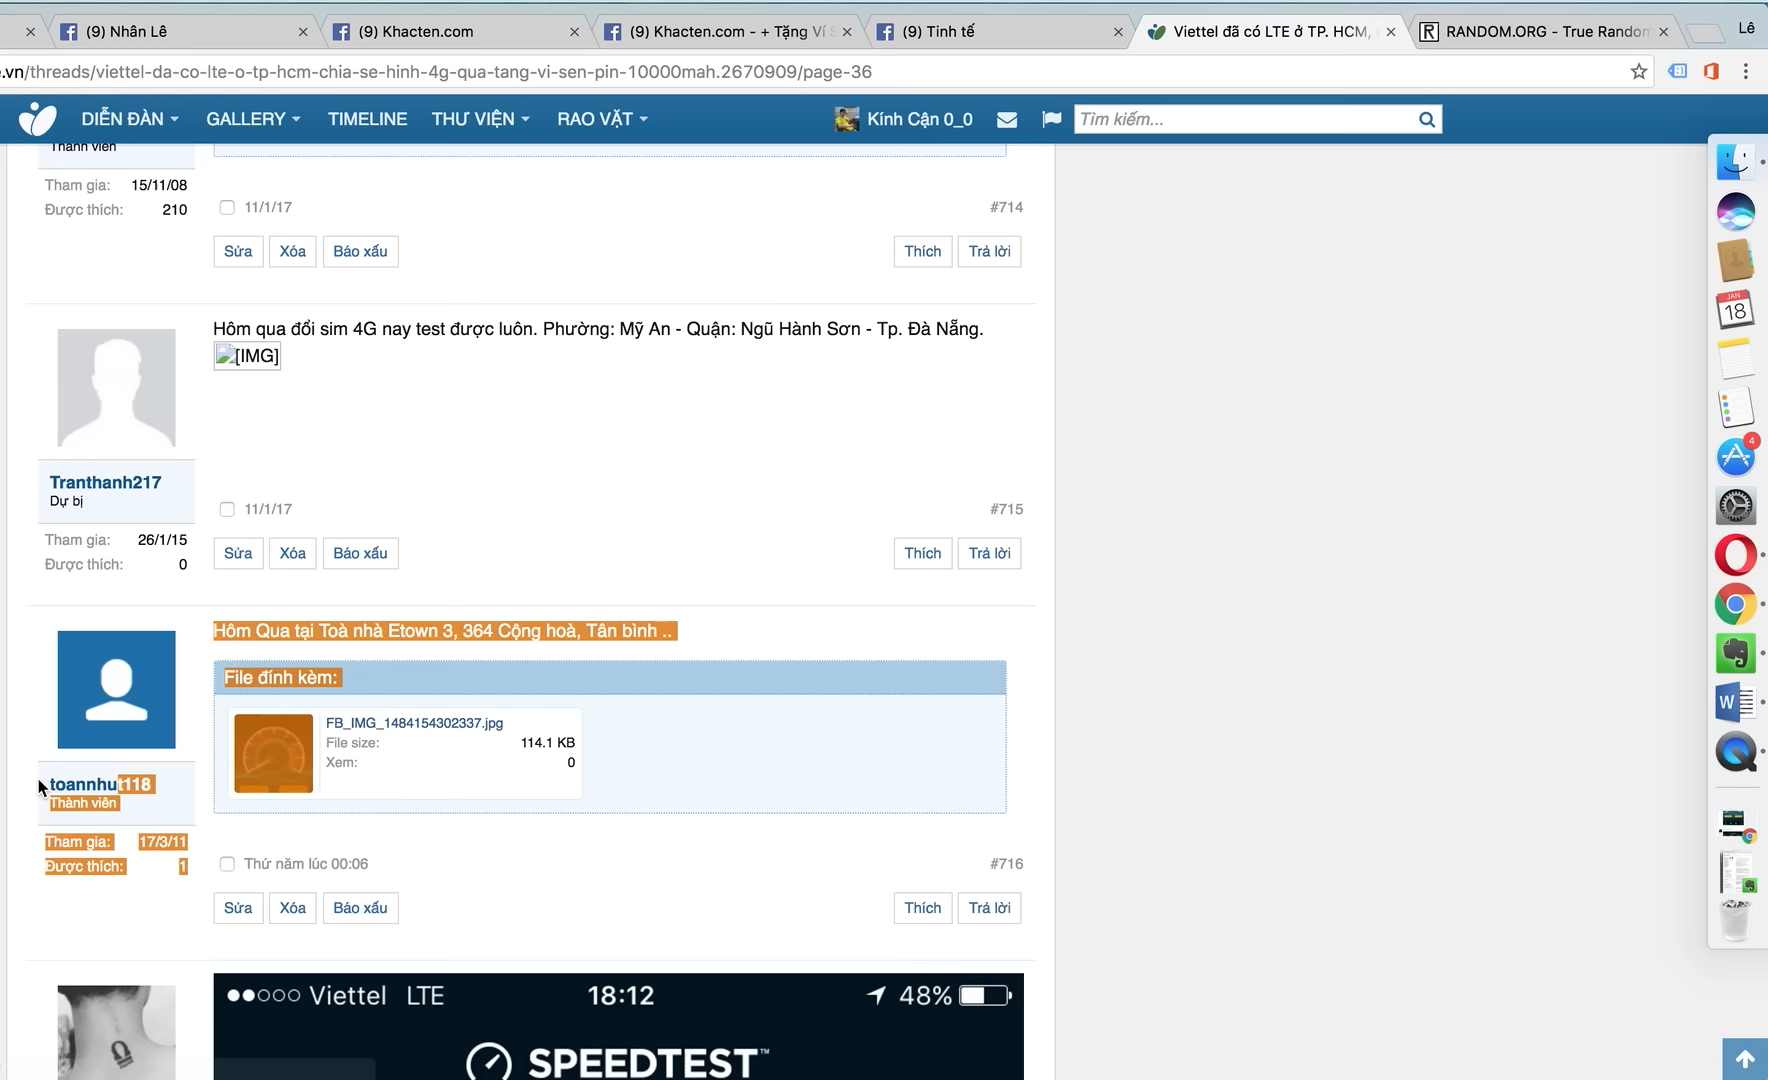 (9) Nhân Lê
(9) Khacten.com
(9) Khacten.com - + Tặng Ví S
(9) Tinh tế
Viettel đã có LTE ở TP. HCM,
RANDOM.ORG - True Random
Lê
.vn/threads/viettel-da-co-lte-o-tp-hcm-chia-se-hinh-4g-qua-tang-vi-sen-pin-10000mah.2670909/page-36
DIỄN ĐÀN
GALLERY
TIMELINE
THƯ VIỆN
RAO VẶT
Kính Cận 0_0
Tìm kiếm...
Thành viên
Tham gia: 15/11/08
Được thích: 210
11/1/17
#714
Sửa
Xóa
Báo xấu
Thích
Trả lời
Hôm qua đổi sim 4G nay test được luôn. Phường: Mỹ An - Quận: Ngũ Hành Sơn - Tp. Đà Nẵng.
[IMG]
Tranthanh217
Dự bị
Tham gia: 26/1/15
Được thích: 0
11/1/17
#715
Sửa
Xóa
Báo xấu
Thích
Trả lời
Hôm Qua tại Toà nhà Etown 3, 364 Cộng hoà, Tân bình ..
File đính kèm:
FB_IMG_1484154302337.jpg
File size: 114.1 KB
Xem: 0
toannhut118
Thành viên
Tham gia: 17/3/11
Được thích: 1
Thứ năm lúc 00:06
#716
Sửa
Xóa
Báo xấu
Thích
Trả lời
Viettel LTE 18:12 48%
SPEEDTEST™
JAN
18
4
W